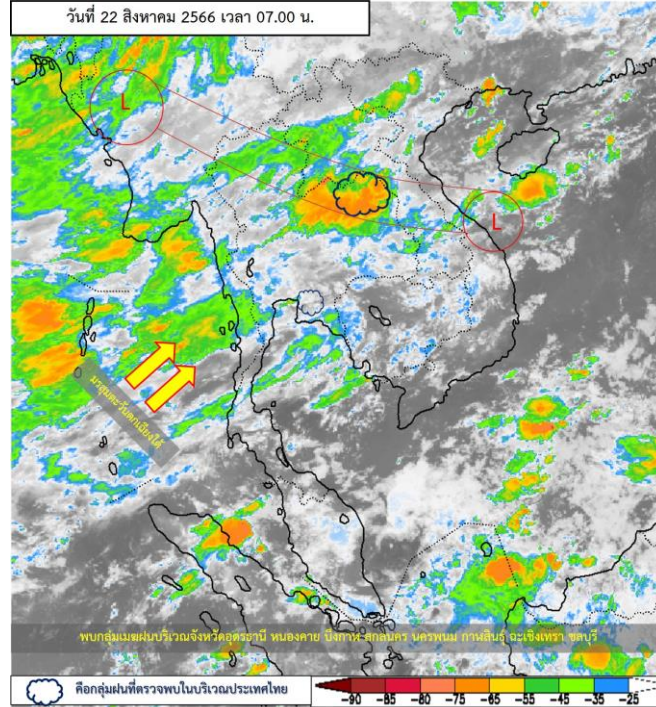 วันที่ 22 สิงหาคม 2566 เวลา 07.00 น.
L
L
มรสุมตะวันตกเฉียงใต้
พบกลุ่มเมฆฝนบริเวณจังหวัดอุดรธานี หนองคาย บึงกาฬ สกลนคร นครพนม กาฬสินธุ์ ฉะเชิงเทรา ชลบุรี
คือกลุ่มฝนที่ตรวจพบในบริเวณประเทศไทย
-90 -85 -80 -75 -65 -55 -45 -35 -25